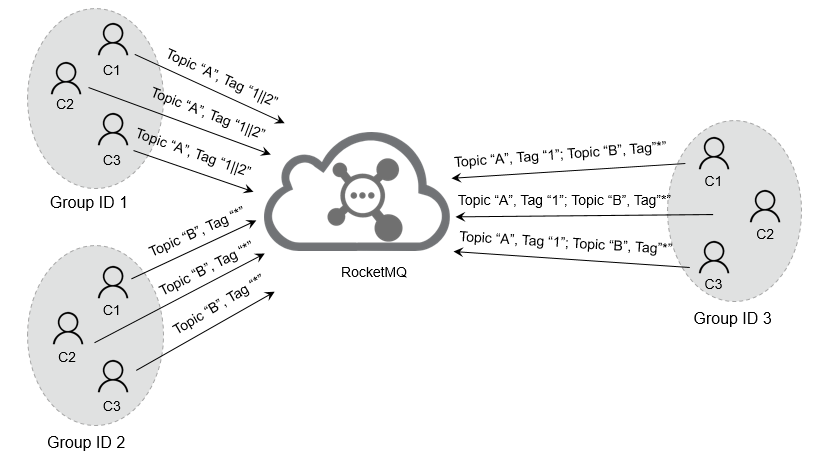 C1
C2
C3
Topic “A”, Tag “1||2”
Topic “A”, Tag “1||2”
Topic “A”, Tag “1||2”
Group ID 1
Topic “B”, Tag “*”
Topic “B”, Tag “*”
Topic “B”, Tag “*”
C1
C2
C3
Group ID 2
RocketMQ
Topic “A”, Tag “1”; Topic “B”, Tag”*”
Topic “A”, Tag “1”; Topic “B”, Tag”*”
Topic “A”, Tag “1”; Topic “B”, Tag”*”
C1
C2
C3
Group ID 3